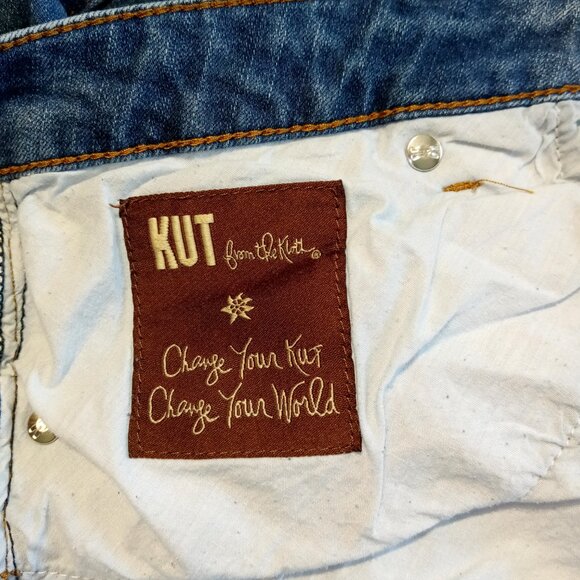 KUT from the Kloth®
Change Your Kut
Change Your World